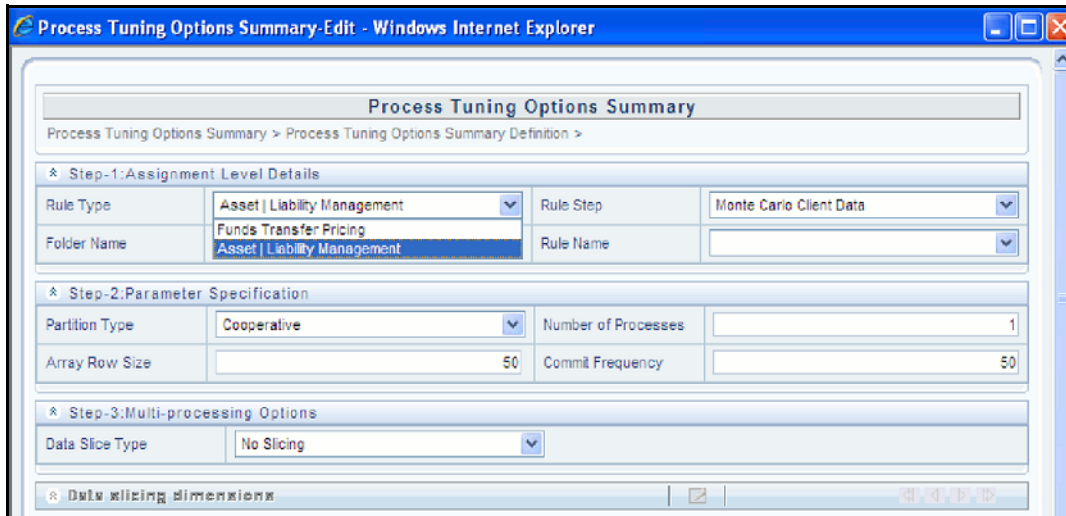 Process Tuning Options Summary-Edit - Windows Internet Explorer
Process Tuning Options Summary
Process Tuning Options Summary > Process Tuning Options Summary Definition >
Step-1:Assignment Level Details
Rule Type Asset | Liability Management Rule Step Monte Carlo Client Data
Funds Transfer Pricing
Folder Name Asset | Liability Management Rule Name
Step-2:Parameter Specification
Partition Type Cooperative Number of Processes 1
Array Row Size 50 Commit Frequency 50
Step-3:Multi-processing Options
Data Slice Type No Slicing
Data slicing dimensions